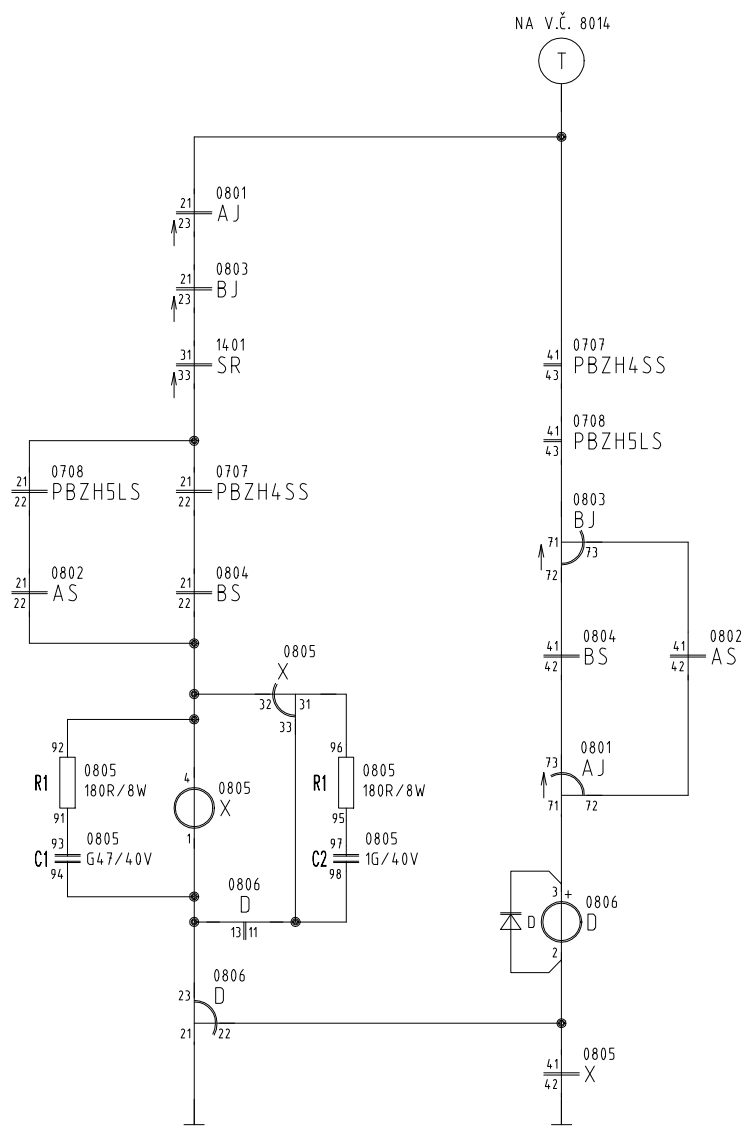 NA V.Č. 8014
T
0801
21
AJ
23
0803
21
BJ
23
1401
31
SR
33
0707
41
PBZH4SS
43
0708
41
PBZH5LS
43
0708
21
PBZH5LS
22
0707
21
PBZH4SS
22
0803
BJ
71
73
72
0802
21
AS
22
0804
21
BS
22
0804
41
BS
42
0802
41
AS
42
0805
X
32
31
33
92
R1
0805
180R/8W
91
93
0805
C1
G47/40V
94
4
0805
X
1
96
R1
0805
180R/8W
95
97
0805
C2
1G/40V
98
0801
73
AJ
71
72
0806
D
13
11
3
+
0806
D
D
2
0806
23
D
21
22
0805
41
X
42